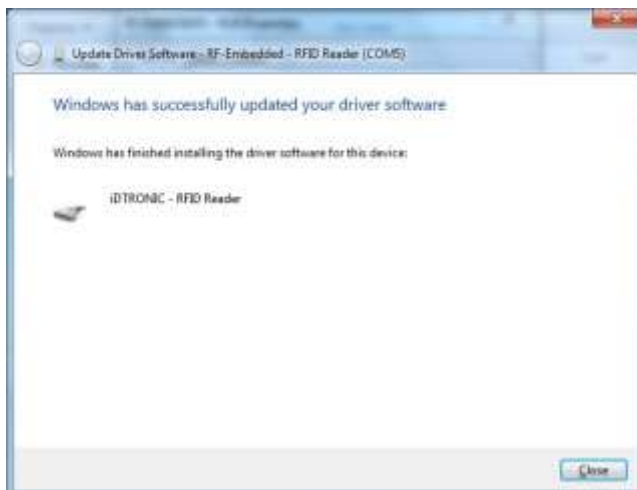 Update Driver Software - RF-Embedded - RFID Reader (COM5)
Windows has successfully updated your driver software
Windows has finished installing the driver software for this device:
iDTRONIC - RFID Reader
Close